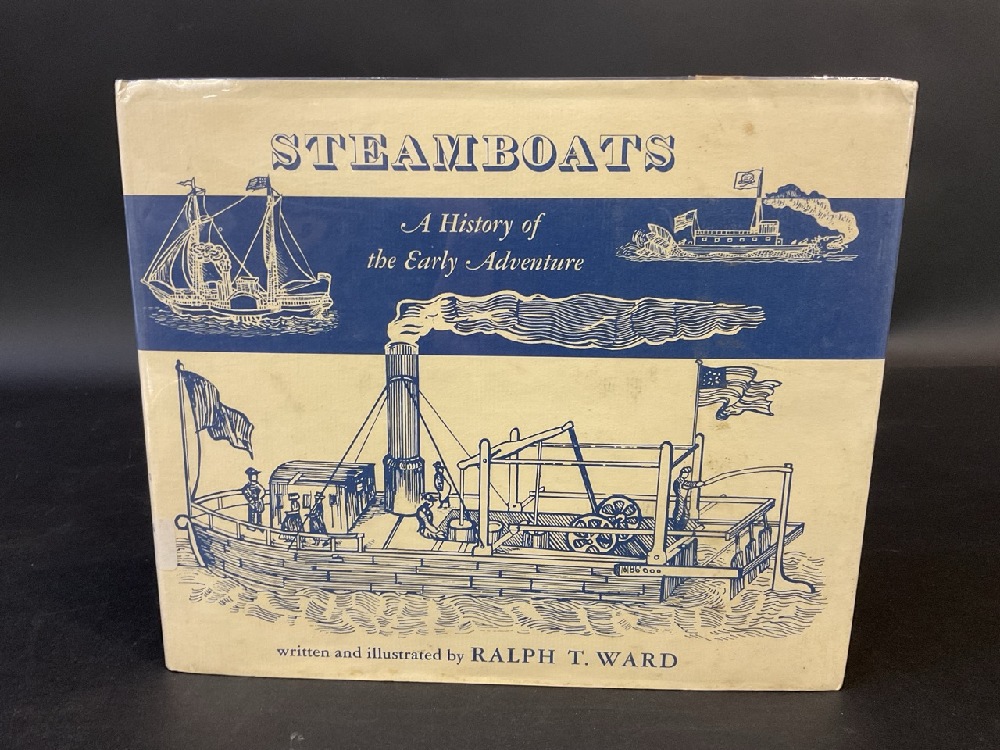 STEAMBOATS
A History of
the Early Adventure
written and illustrated by RALPH T. WARD